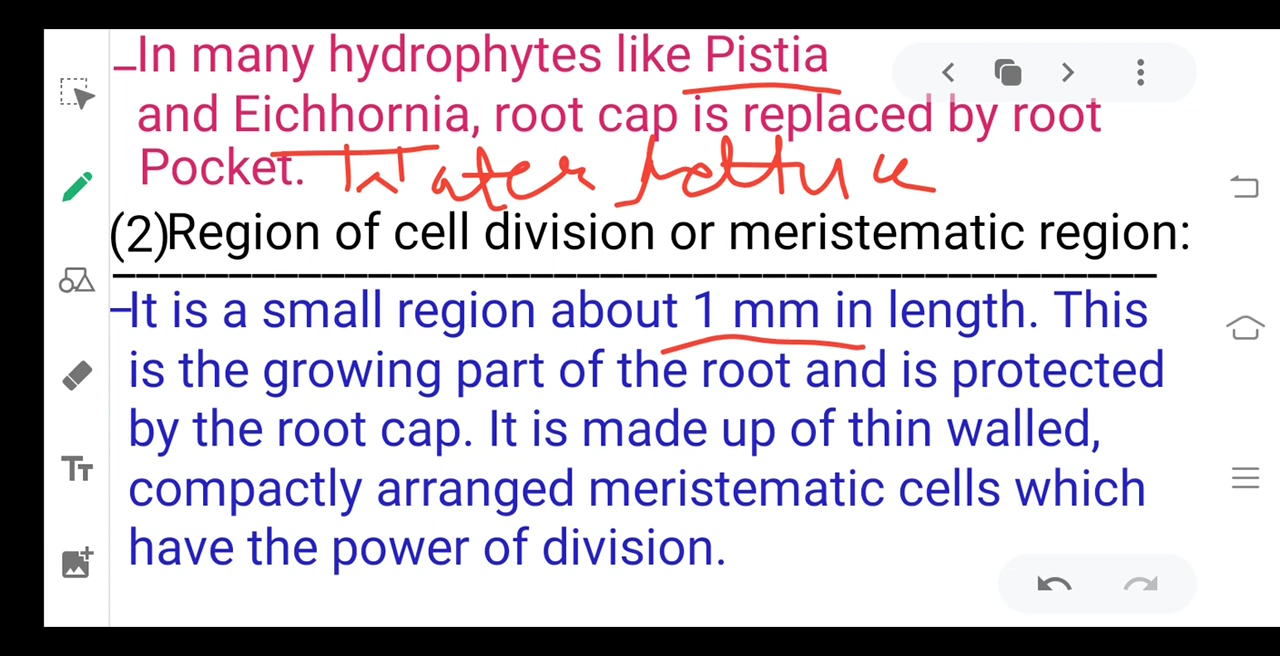 –In many hydrophytes like Pistia
and Eichhornia, root cap is replaced by root
Pocket. Water lettuce
(2)Region of cell division or meristematic region:
–It is a small region about 1 mm in length. This
is the growing part of the root and is protected
by the root cap. It is made up of thin walled,
compactly arranged meristematic cells which
have the power of division.
Tт